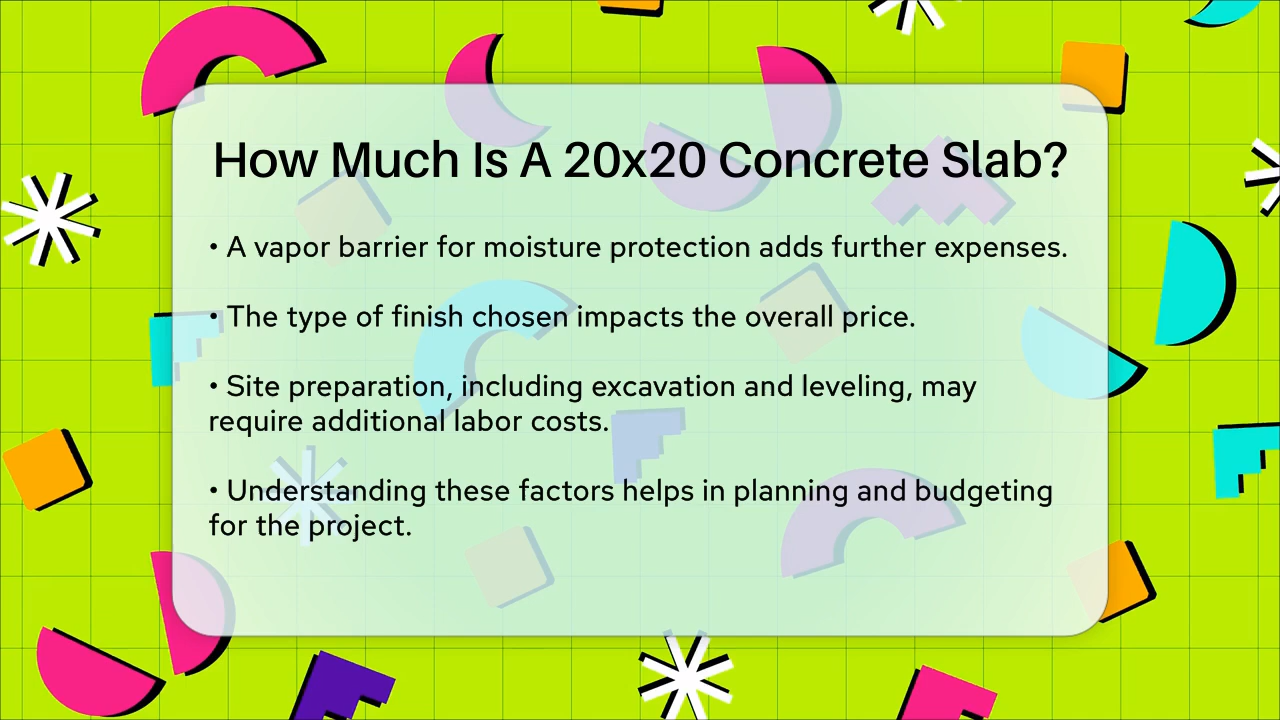 How Much Is A 20x20 Concrete Slab?
• A vapor barrier for moisture protection adds further expenses.
• The type of finish chosen impacts the overall price.
• Site preparation, including excavation and leveling, may
require additional labor costs.
• Understanding these factors helps in planning and budgeting
for the project.